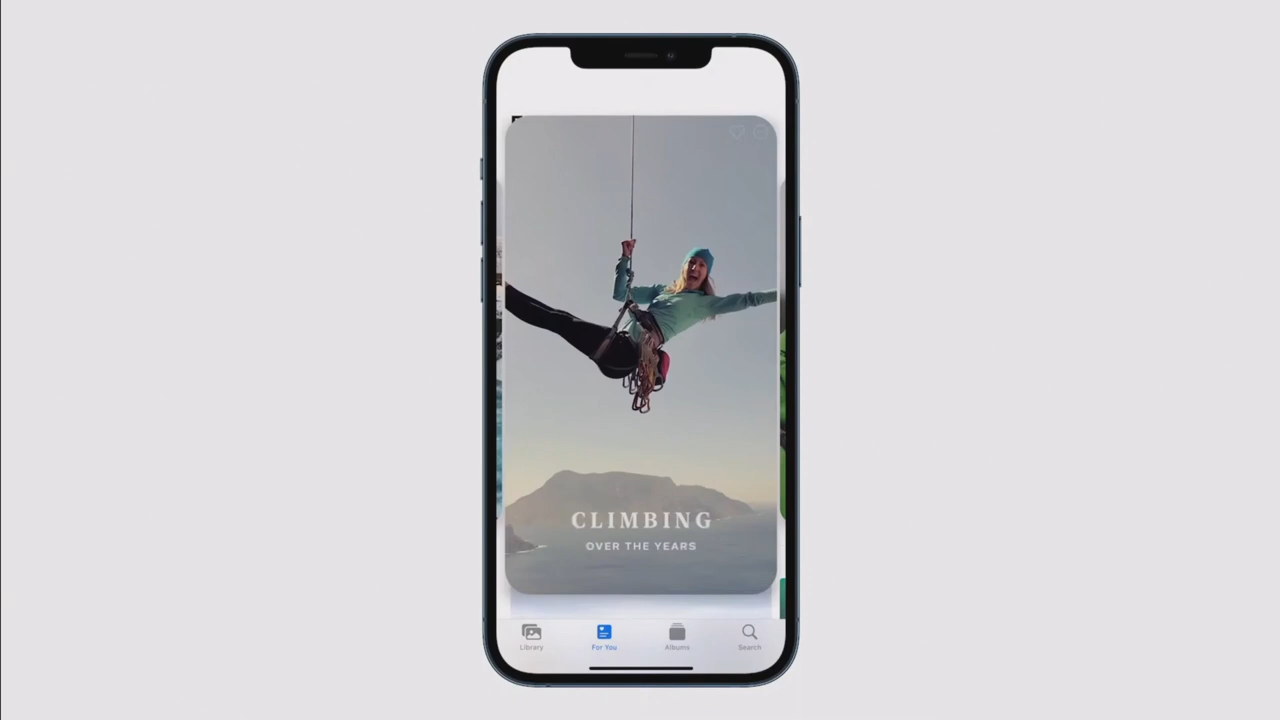 CLIMBING
OVER THE YEARS
Library
For You
Albums
Search